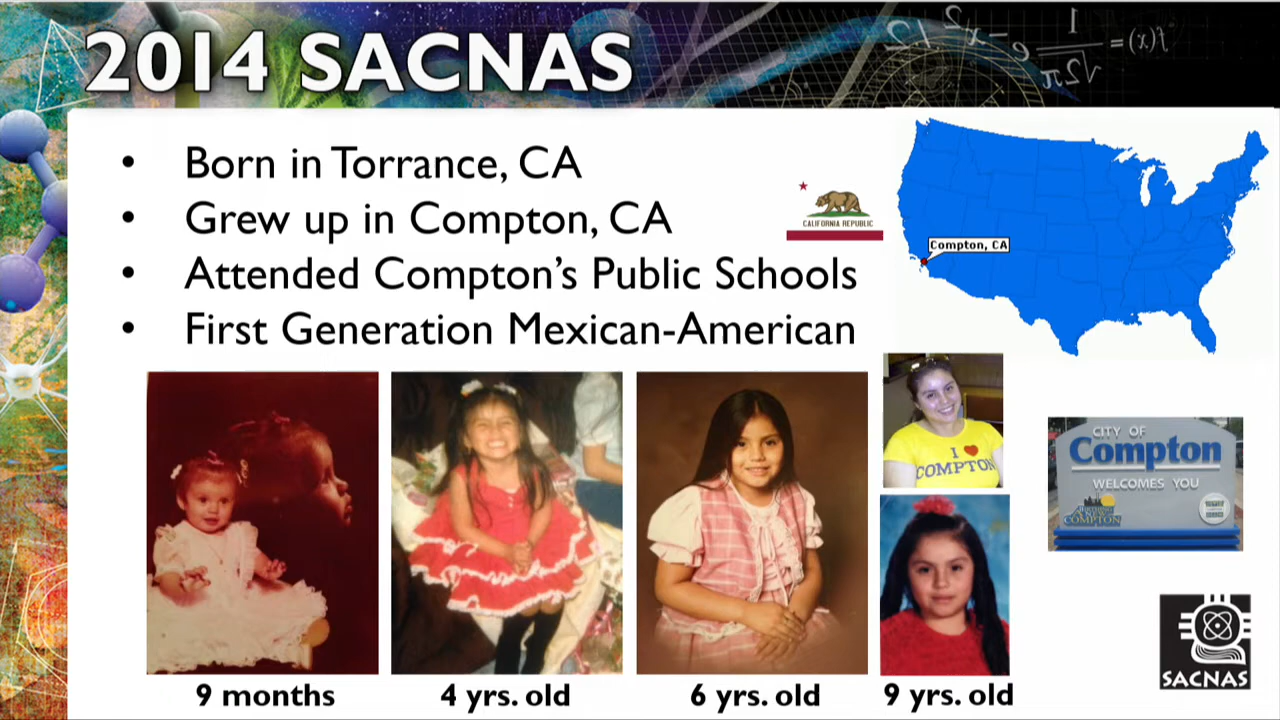 2014 SACNAS
• Born in Torrance, CA
• Grew up in Compton, CA
• Attended Compton's Public Schools
• First Generation Mexican-American
CALIFORNIA REPUBLIC
Compton, CA
I ❤ COMPTON
CITY OF
Compton
WELCOMES YOU
COMPTON
9 months
4 yrs. old
6 yrs. old
9 yrs. old
SACNAS